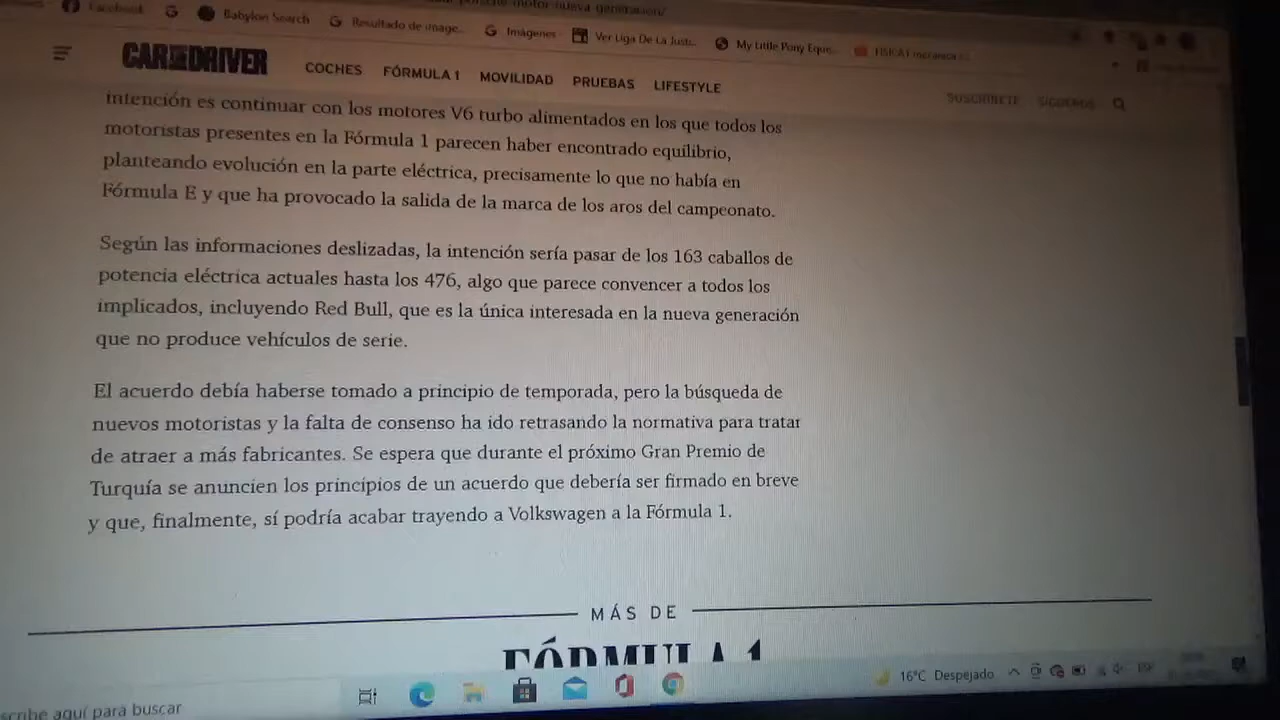 Facebook
Babylon Search
Resultado de image...
Imágenes
Ver Liga De La Justi...
My Little Pony Eque...
CAR AND DRIVER
COCHES FÓRMULA 1 MOVILIDAD PRUEBAS LIFESTYLE
SUSCRÍBETE SÍGUENOS
intención es continuar con los motores V6 turbo alimentados en los que todos los
motoristas presentes en la Fórmula 1 parecen haber encontrado equilibrio,
planteando evolución en la parte eléctrica, precisamente lo que no había en
Fórmula E y que ha provocado la salida de la marca de los aros del campeonato.
Según las informaciones deslizadas, la intención sería pasar de los 163 caballos de
potencia eléctrica actuales hasta los 476, algo que parece convencer a todos los
implicados, incluyendo Red Bull, que es la única interesada en la nueva generación
que no produce vehículos de serie.
El acuerdo debía haberse tomado a principio de temporada, pero la búsqueda de
nuevos motoristas y la falta de consenso ha ido retrasando la normativa para tratar
de atraer a más fabricantes. Se espera que durante el próximo Gran Premio de
Turquía se anuncien los principios de un acuerdo que debería ser firmado en breve
y que, finalmente, sí podría acabar trayendo a Volkswagen a la Fórmula 1.
MÁS DE
FÓRMULA 1
16°C Despejado
scribe aquí para buscar